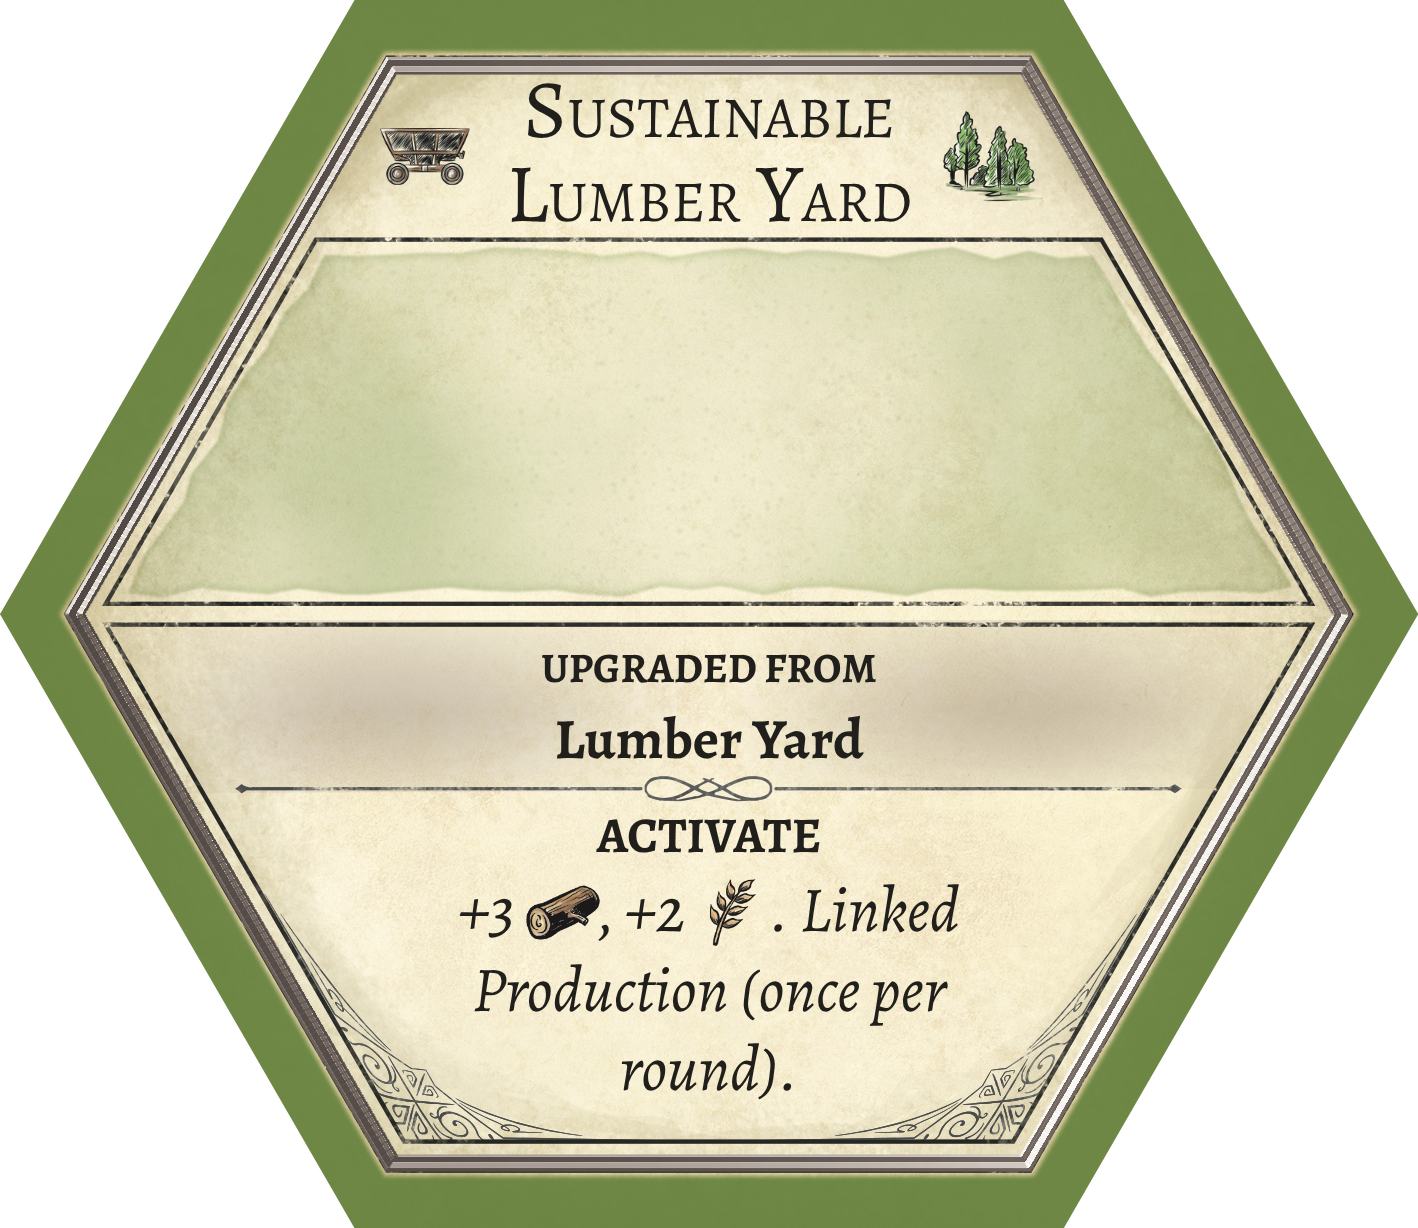 Sustainable
Lumber Yard
UPGRADED FROM
Lumber Yard
ACTIVATE
+3 , +2 . Linked
Production (once per
round).